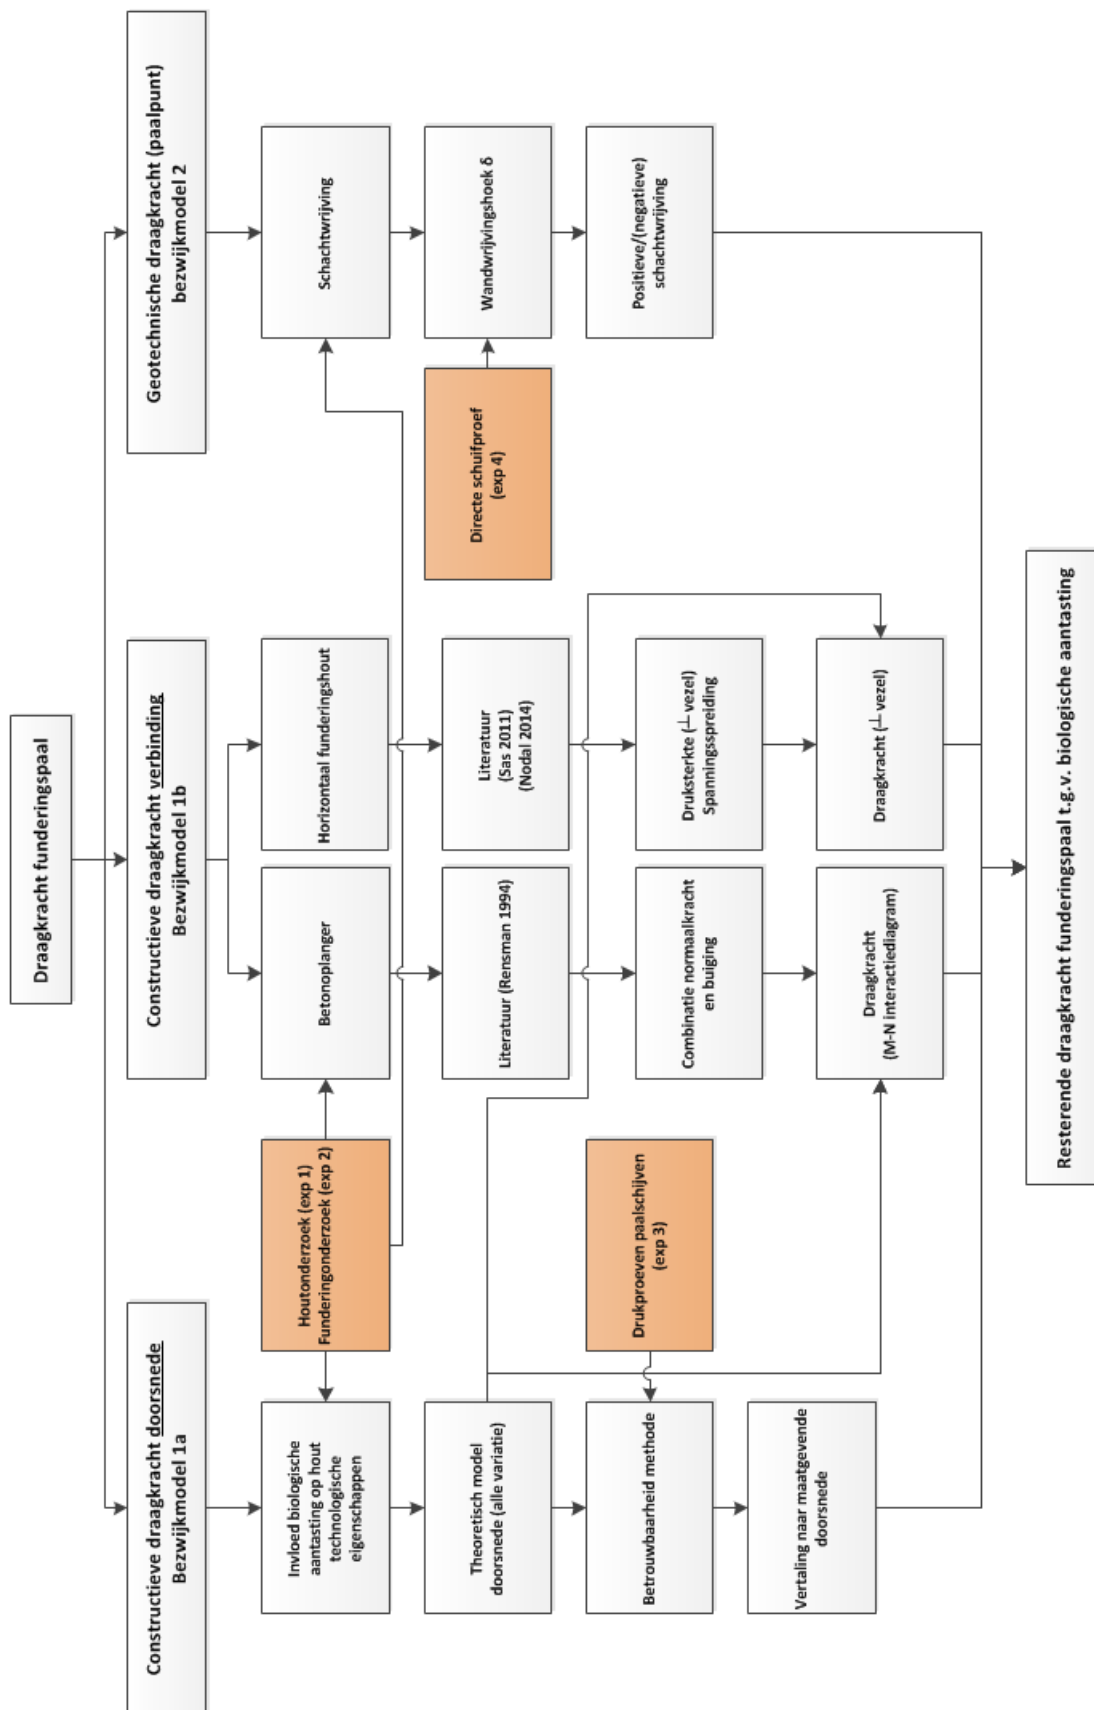 Draagkracht funderingspaal
Constructieve draagkracht doorsnede
Bezwijkmodel 1a
Constructieve draagkracht verbinding
Bezwijkmodel 1b
Geotechnische draagkracht (paalpunt)
bezwijkmodel 2
Invloed biologische
aantasting op hout
technologische
eigenschappen
Houtonderzoek (exp 1)
Funderingonderzoek (exp 2)
Betonoplanger
Horizontaal funderingshout
Schachtwrijving
Theoretisch model
doorsnede (alle variatie)
Literatuur (Rensman 1994)
Literatuur
(Sas 2011)
(Nodal 2014)
Directe schuifproef
(exp 4)
Wandwrijvingshoek δ
Betrouwbaarheid methode
Drukproeven paalschijven
(exp 3)
Combinatie normaalkracht
en buiging
Druksterkte (┴ vezel)
Spanningsspreiding
Positieve/(negatieve)
schachtwrijving
Vertaling naar maatgevende
doorsnede
Draagkracht
(M-N interactiediagram)
Draagkracht (┴ vezel)
Resterende draagkracht funderingspaal t.g.v. biologische aantasting